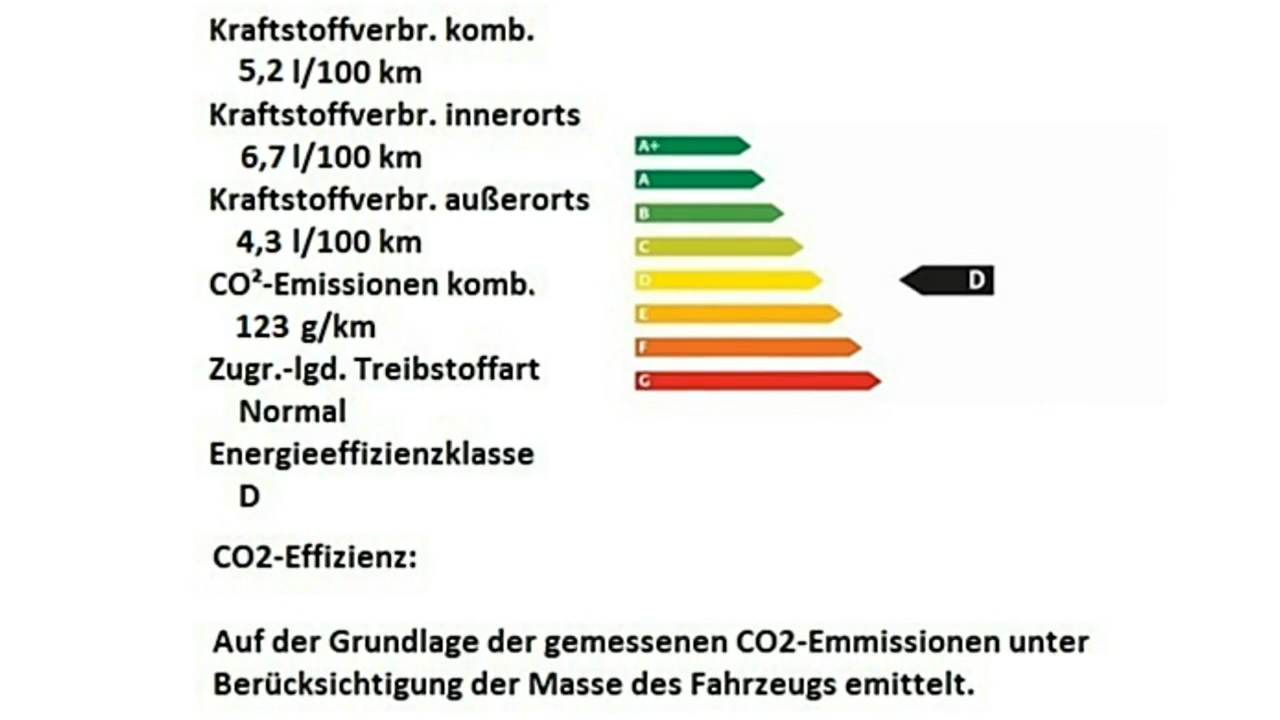 Kraftstoffverbr. komb.
5,2 l/100 km
Kraftstoffverbr. innerorts
6,7 l/100 km
Kraftstoffverbr. außerorts
4,3 l/100 km
CO²-Emissionen komb.
123 g/km
Zugr.-lgd. Treibstoffart
Normal
Energieeffizienzklasse
D
A+
A
B
C
D
D
E
F
G
CO2-Effizienz:
Auf der Grundlage der gemessenen CO2-Emmissionen unter
Berücksichtigung der Masse des Fahrzeugs emittelt.